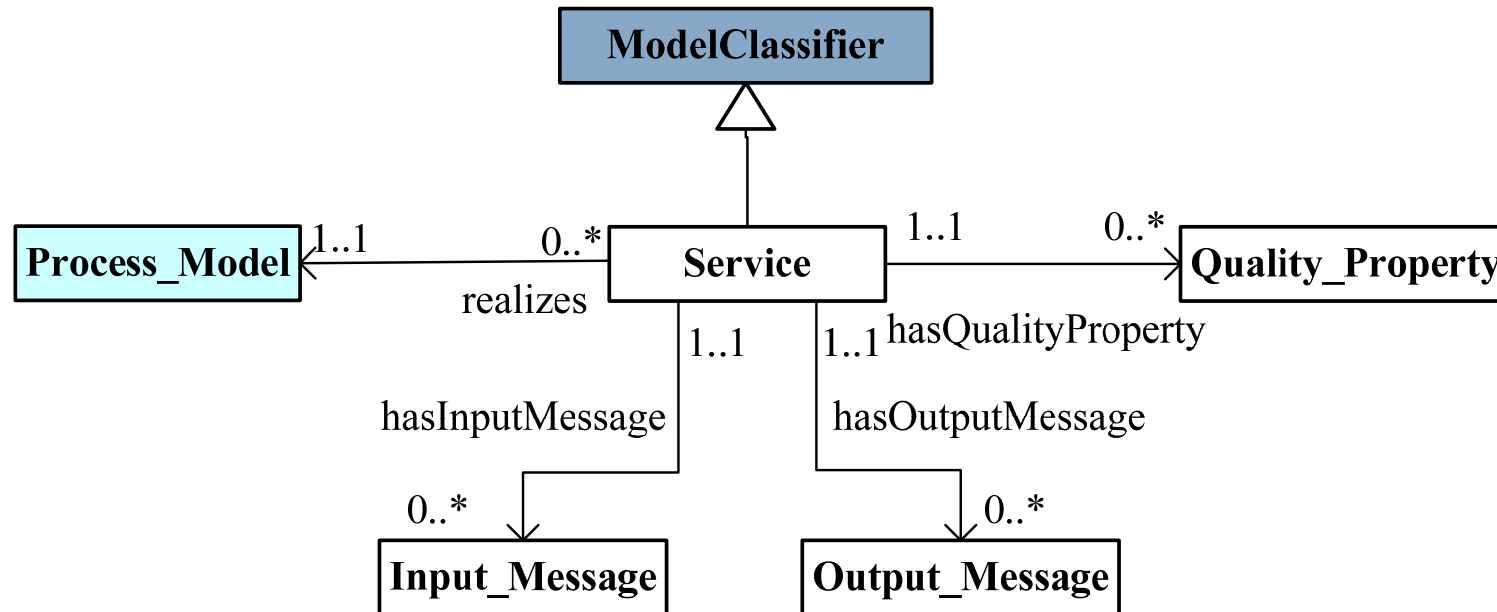 ModelClassifier
1..1
0..*
1..1
0..*
Process_Model
Service
Quality_Property
realizes
1..1
1..1
hasQualityProperty
hasInputMessage
hasOutputMessage
0..*
0..*
Input_Message
Output_Message